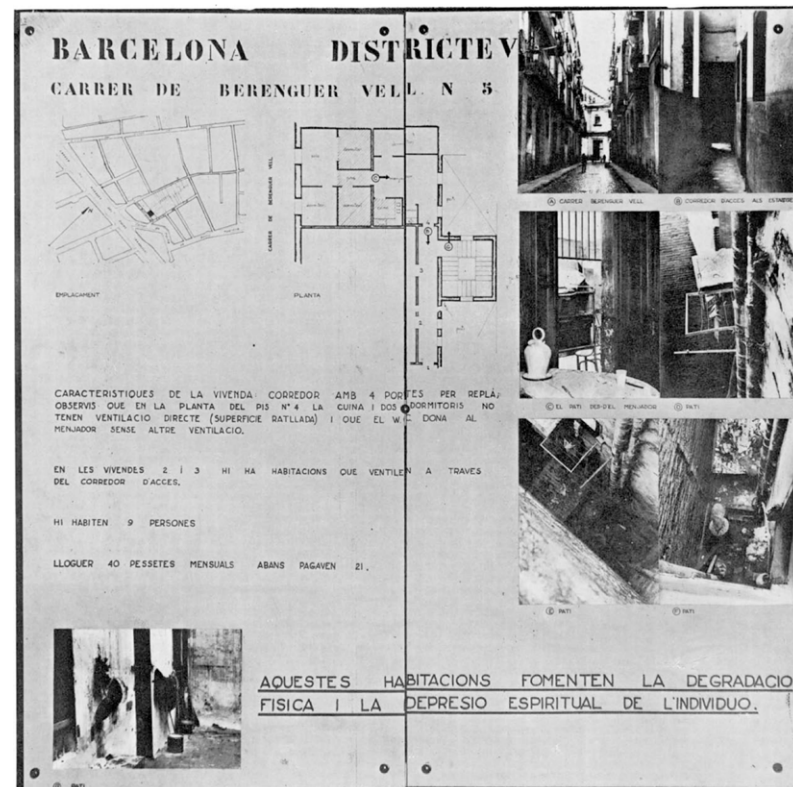 BARCELONA DISTRICTE V
CARRER DE BERENGUER VELL N 5
CARRER DE BERENGUER VELL
EMPLAÇAMENT
PLANTA
A CARRER BERENGUER VELL
B CORREDOR D'ACCES ALS
C EL PATI DESD'EL MENJADOR
D PATI
CARACTERISTIQUES DE LA VIVENDA: CORREDOR AMB 4 PORTES PER REPLÀ,
OBSERVIS QUE EN LA PLANTA DEL PIS Nº 4 LA CUINA I DOS DORMITORIS NO
TENEN VENTILACIO DIRECTE (SUPERFICIE RATLLADA) I QUE EL W.C DONA AL
MENJADOR SENSE ALTRE VENTILACIO.
EN LES VIVENDES 2 I 3 HI HA HABITACIONS QUE VENTILEN A TRAVES
DEL CORREDOR D'ACCES.
HI HABITEN 9 PERSONES
LLOGUER 40 PESSETES MENSUALS ABANS PAGAVEN 21.
E PATI
F PATI
AQUESTES HABITACIONS FOMENTEN LA DEGRADACIO
FISICA I LA DEPRESIO ESPIRITUAL DE L'INDIVIDUO.
PATI